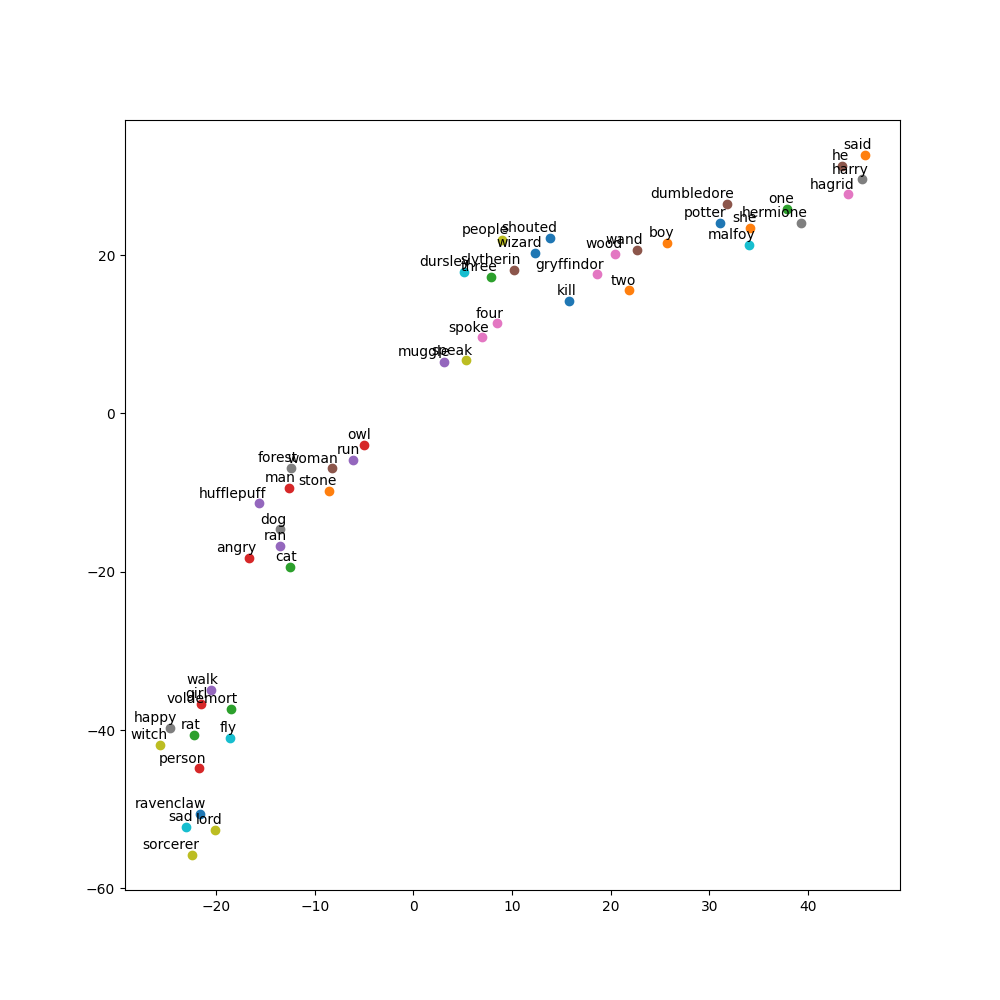 said
he
harry
hagrid
dumbledore
one
potter
hermione
she
malfoy
people
shouted
wizard
wood
wand
boy
dursley
slytherin
three
gryffindor
two
kill
four
spoke
muggle
speak
owl
run
forest
woman
man
stone
hufflepuff
dog
ran
angry
cat
walk
girl
voldemort
happy
rat
fly
witch
person
ravenclaw
sad
lord
sorcerer
20
0
−20
−40
−60
−20
−10
0
10
20
30
40